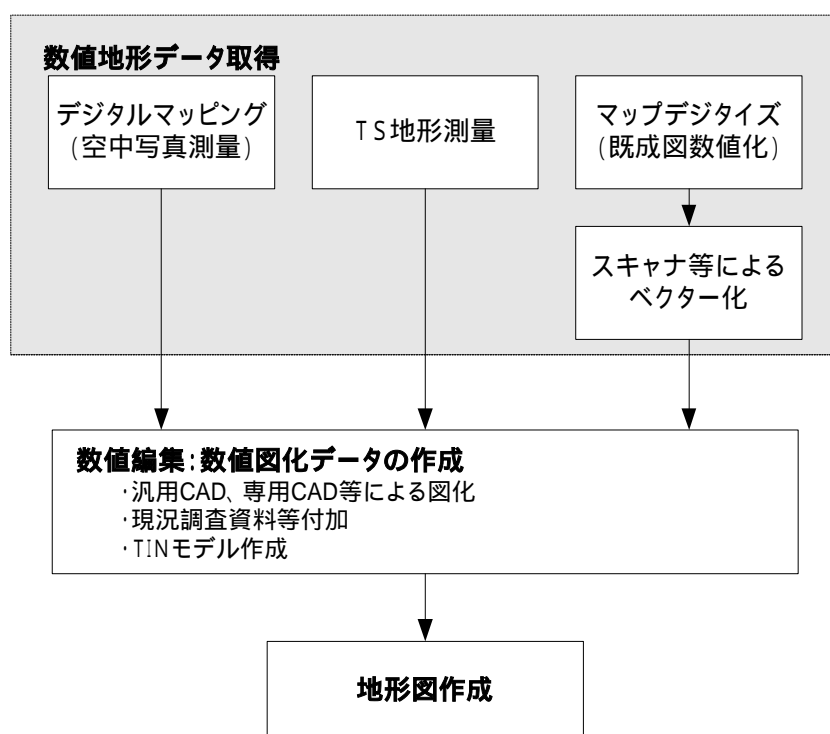 数値地形データ取得
デジタルマッピング
(空中写真測量)
TS地形測量
マップデジタイズ
(既成図数値化)
スキャナ等による
ベクター化
数値編集:数値図化データの作成
・汎用CAD、専用CAD等による図化
・現況調査資料等付加
・TINモデル作成
地形図作成